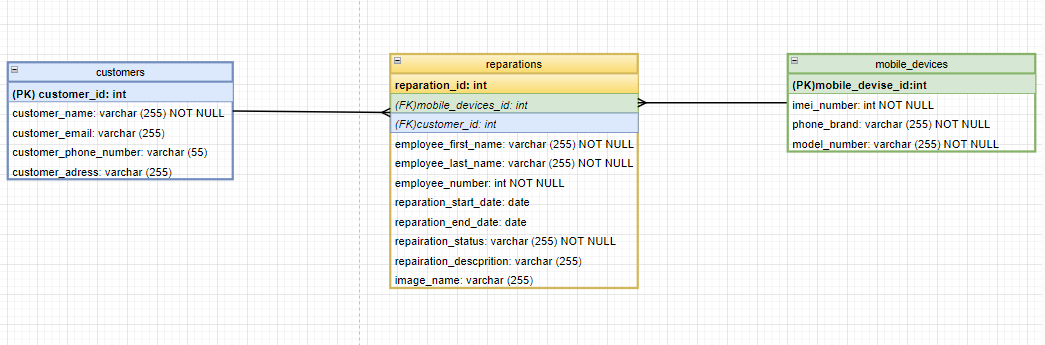 customers
(PK) customer_id: int
customer_name: varchar (255) NOT NULL
customer_email: varchar (255)
customer_phone_number: varchar (55)
customer_adress: varchar (255)
reparations
reparation_id: int
(FK)mobile_devices_id: int
(FK)customer_id: int
employee_first_name: varchar (255) NOT NULL
employee_last_name: varchar (255) NOT NULL
employee_number: int NOT NULL
reparation_start_date: date
reparation_end_date: date
repairation_status: varchar (255) NOT NULL
repairation_descprition: varchar (255)
image_name: varchar (255)
mobile_devices
(PK)mobile_devise_id:int
imei_number: int NOT NULL
phone_brand: varchar (255) NOT NULL
model_number: varchar (255) NOT NULL